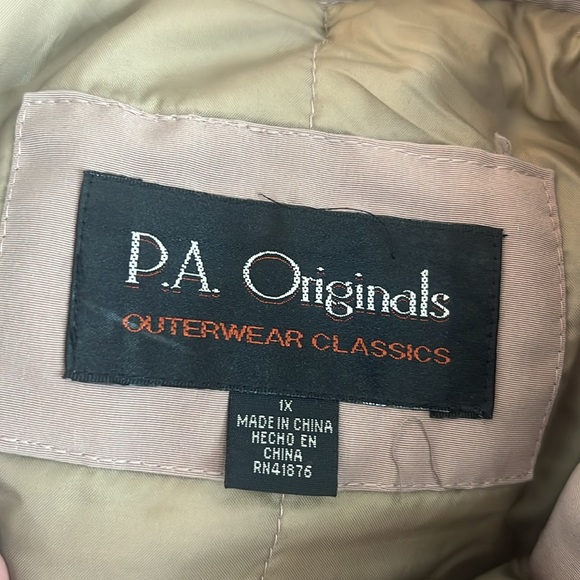 P.A. Originals
OUTERWEAR CLASSICS
1X
MADE IN CHINA
HECHO EN
CHINA
RN41876